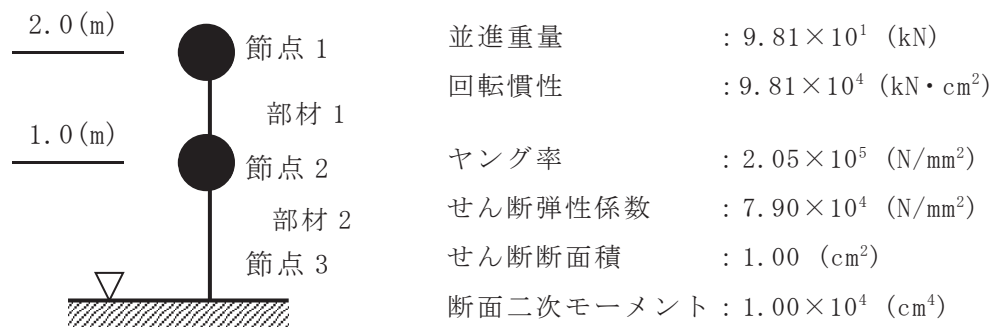 2.0(m)
節点 1
部材 1
1.0(m)
節点 2
部材 2
節点 3
並進重量 : 9.81×10¹ (kN)
回転慣性 : 9.81×10⁴ (kN・cm²)
ヤング率 : 2.05×10⁵ (N/mm²)
せん断弾性係数 : 7.90×10⁴ (N/mm²)
せん断断面積 : 1.00 (cm²)
断面二次モーメント : 1.00×10⁴ (cm⁴)